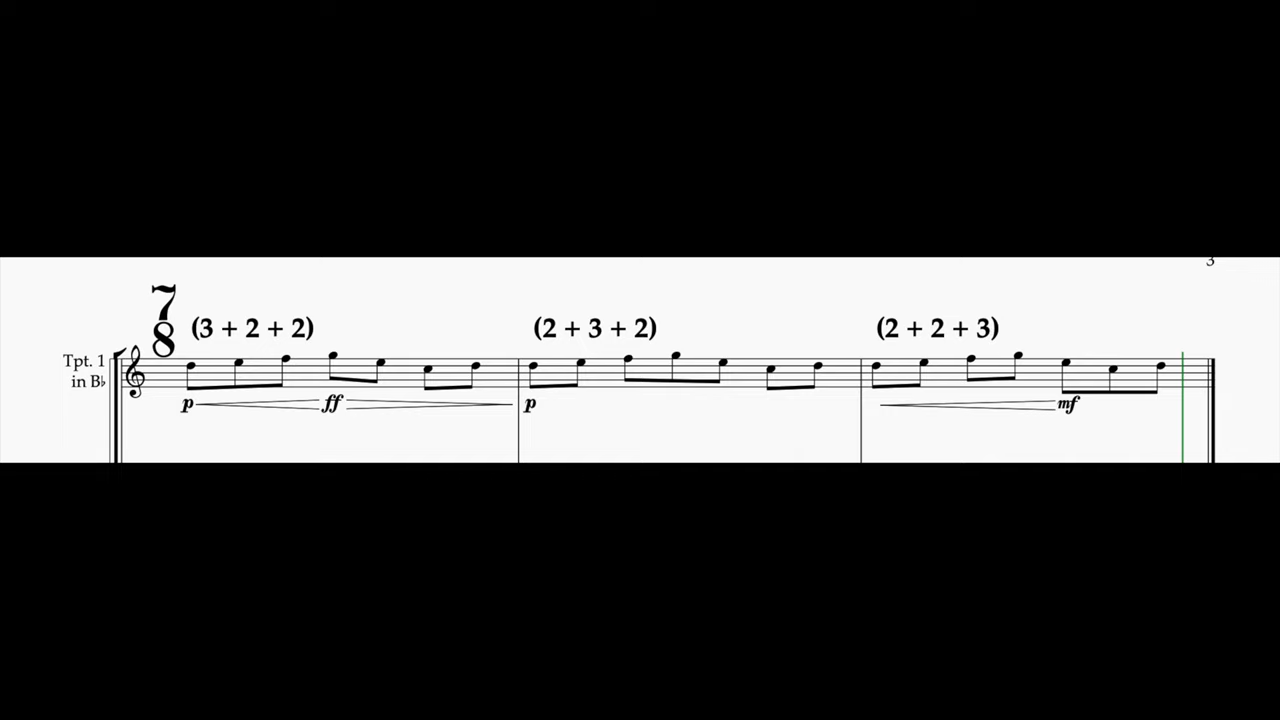 3
7
8
(3 + 2 + 2) (2 + 3 + 2) (2 + 2 + 3)
Tpt. 1
in B♭
p ff p mf